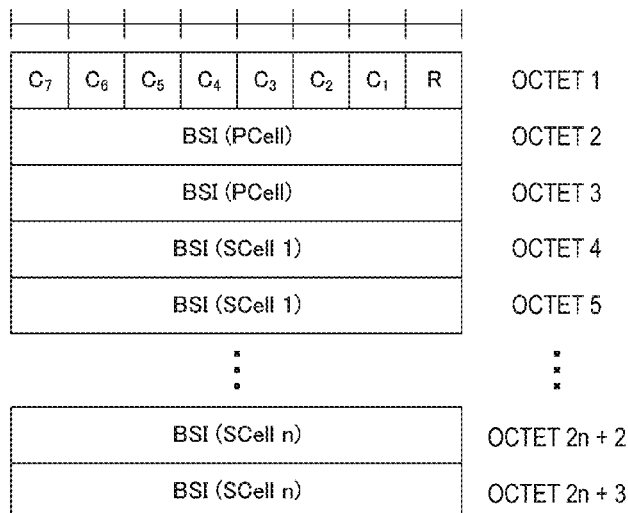 C₇ C₆ C₅ C₄ C₃ C₂ C₁ R OCTET 1
BSI (PCell) OCTET 2
BSI (PCell) OCTET 3
BSI (SCell 1) OCTET 4
BSI (SCell 1) OCTET 5
BSI (SCell n) OCTET 2n + 2
BSI (SCell n) OCTET 2n + 3